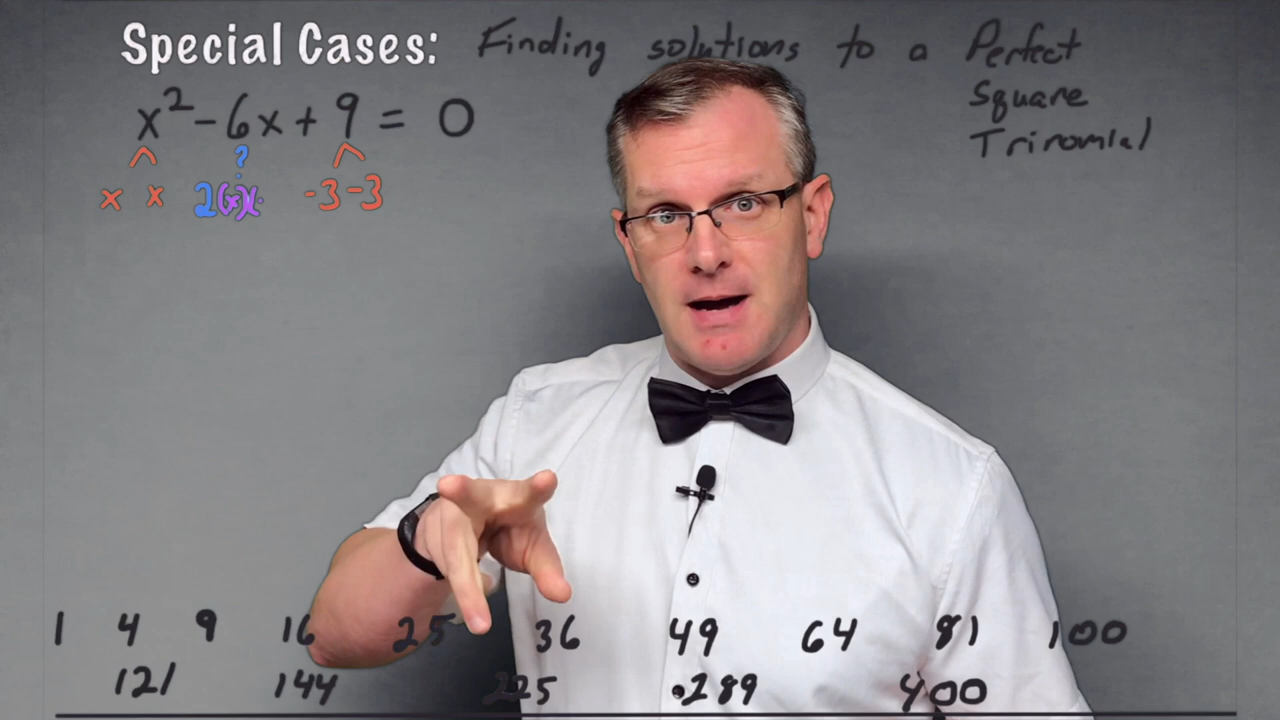 Special Cases: Finding solutions to a Perfect
Square
Trinomial
x² - 6x + 9 = 0
?
x x 2(x)( -3 -3
1 4 9 16 25 36 49 64 81 100
121 144 225 289 400